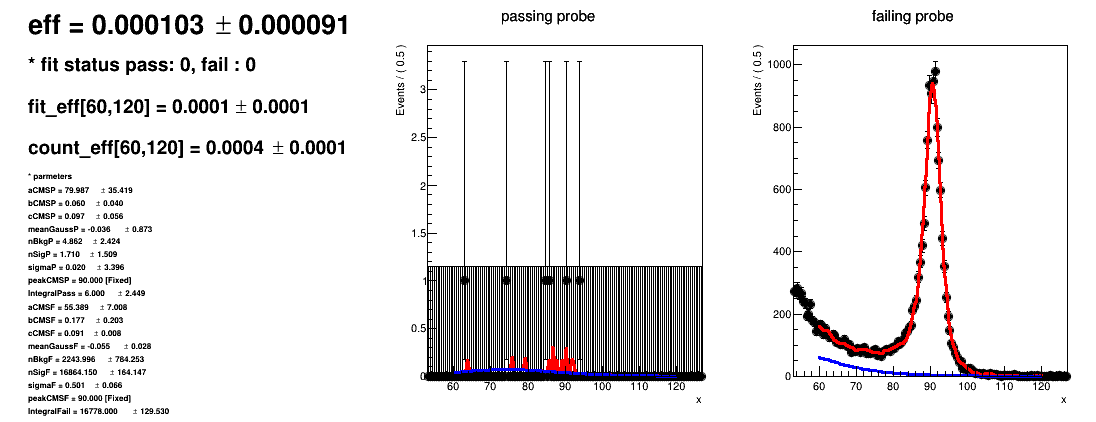 eff = 0.000103 ± 0.000091
* fit status pass: 0, fail : 0
fit_eff[60,120] = 0.0001 ± 0.0001
count_eff[60,120] = 0.0004 ± 0.0001
* parmeters
aCMSP = 79.987 ± 35.419
bCMSP = 0.060 ± 0.040
cCMSP = 0.097 ± 0.056
meanGaussP = -0.036 ± 0.873
nBkgP = 4.862 ± 2.424
nSigP = 1.710 ± 1.509
sigmaP = 0.020 ± 3.396
peakCMSP = 90.000 [Fixed]
IntegralPass = 6.000 ± 2.449
aCMSF = 55.389 ± 7.008
bCMSF = 0.177 ± 0.203
cCMSF = 0.091 ± 0.008
meanGaussF = -0.055 ± 0.028
nBkgF = 2243.996 ± 784.253
nSigF = 16864.150 ± 164.147
sigmaF = 0.501 ± 0.066
peakCMSF = 90.000 [Fixed]
IntegralFail = 16778.000 ± 129.530
passing probe
Events / ( 0.5 )
3
2.5
2
1.5
1
0.5
0
60 70 80 90 100 110 120
x
failing probe
Events / ( 0.5 )
1000
800
600
400
200
0
60 70 80 90 100 110 120
x